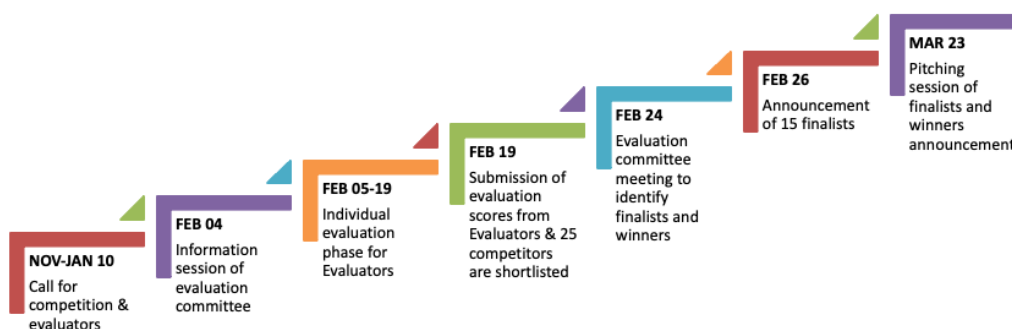 NOV-JAN 10
Call for
competition &
evaluators
FEB 04
Information
session of
evaluation
committee
FEB 05-19
Individual
evaluation
phase for
Evaluators
FEB 19
Submission of
evaluation
scores from
Evaluators & 25
competitors
are shortlisted
FEB 24
Evaluation
committee
meeting to
identify
finalists and
winners
FEB 26
Announcement
of 15 finalists
MAR 23
Pitching
session of
finalists and
winners
announcement